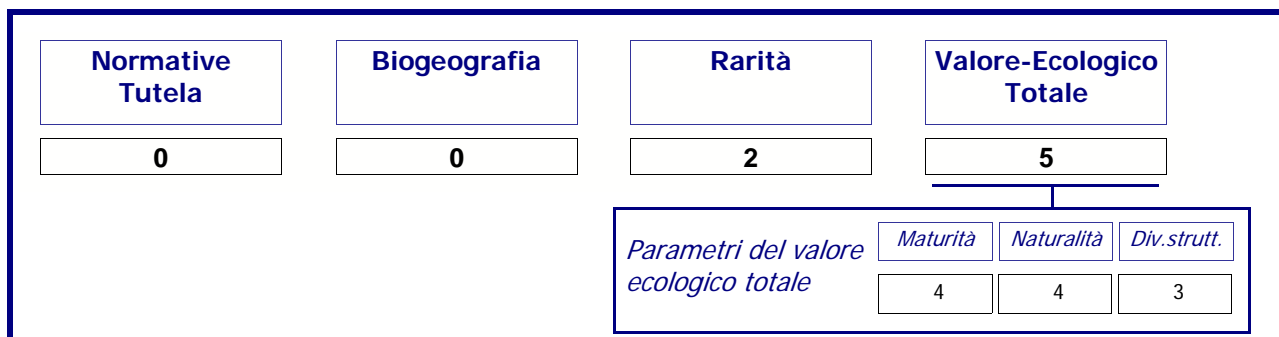 Normative Tutela
Biogeografia
Rarità
Valore-Ecologico Totale
0
0
2
5
Parametri del valore ecologico totale
Maturità
Naturalità
Div.strutt.
4
4
3